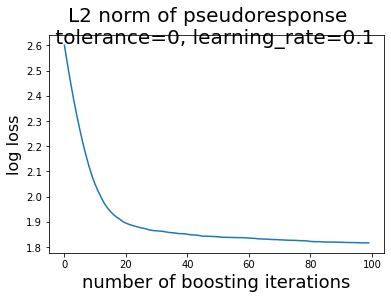 L2 norm of pseudoresponse
tolerance=0, learning_rate=0.1
log loss
2.6
2.5
2.4
2.3
2.2
2.1
2.0
1.9
1.8
0 20 40 60 80 100
number of boosting iterations